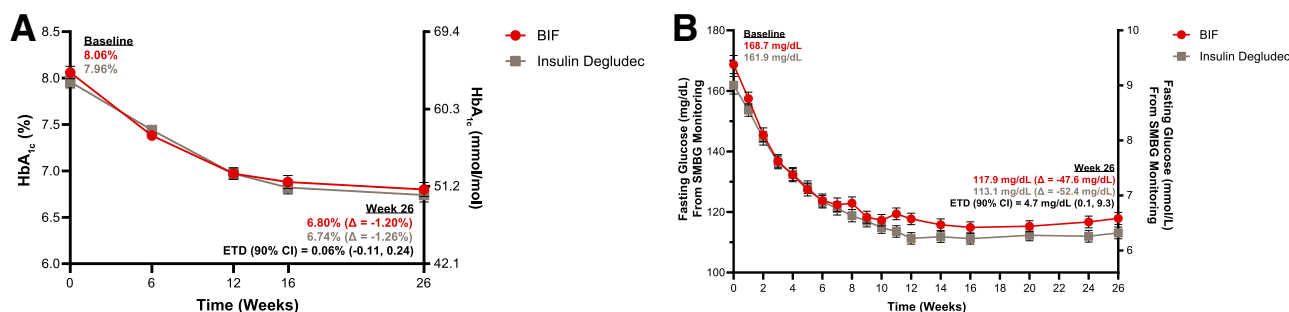 A
HbA1c (%)
8.5
8.0
7.5
7.0
6.5
6.0
Baseline
8.06%
7.96%
Week 26
6.80% (Δ = -1.20%)
6.74% (Δ = -1.26%)
ETD (90% CI) = 0.06% (-0.11, 0.24)
69.4
60.3
51.2
42.1
HbA1c (mmol/mol)
0
6
12
16
26
Time (Weeks)
BIF
Insulin Degludec
B
Fasting Glucose (mg/dL)
From SMBG Monitoring
180
160
140
120
100
Baseline
168.7 mg/dL
161.9 mg/dL
Week 26
117.9 mg/dL (Δ = -47.6 mg/dL)
113.1 mg/dL (Δ = -52.4 mg/dL)
ETD (90% CI) = 4.7 mg/dL (0.1, 9.3)
10
9
8
7
6
Fasting Glucose (mmol/L)
From SMBG Monitoring
0
2
4
6
8
10
12
14
16
18
20
22
24
26
Time (Weeks)
BIF
Insulin Degludec